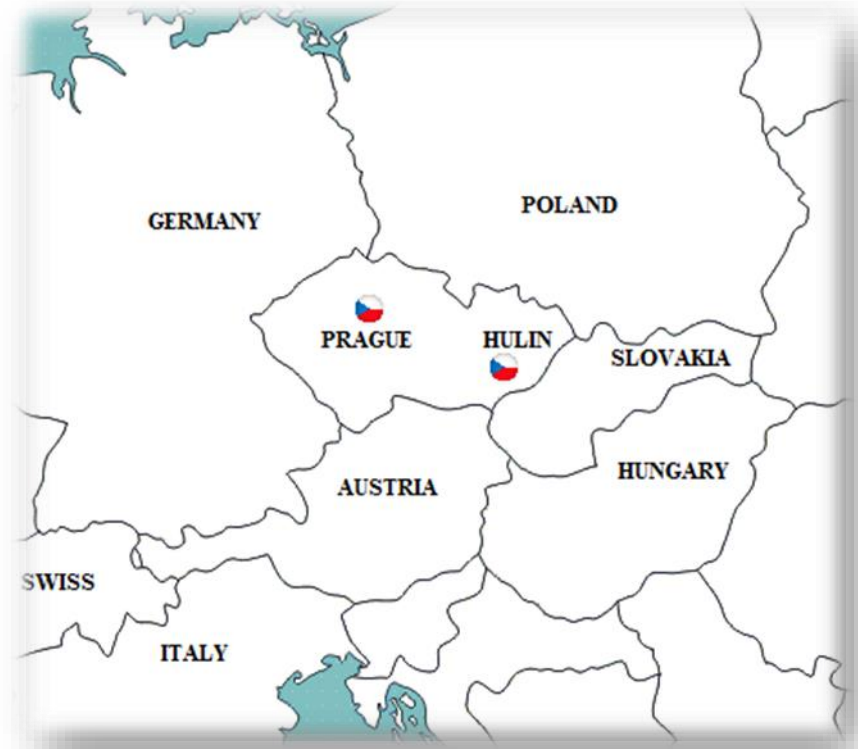 POLAND
GERMANY
PRAGUE
HULIN
SLOVAKIA
HUNGARY
AUSTRIA
SWISS
ITALY